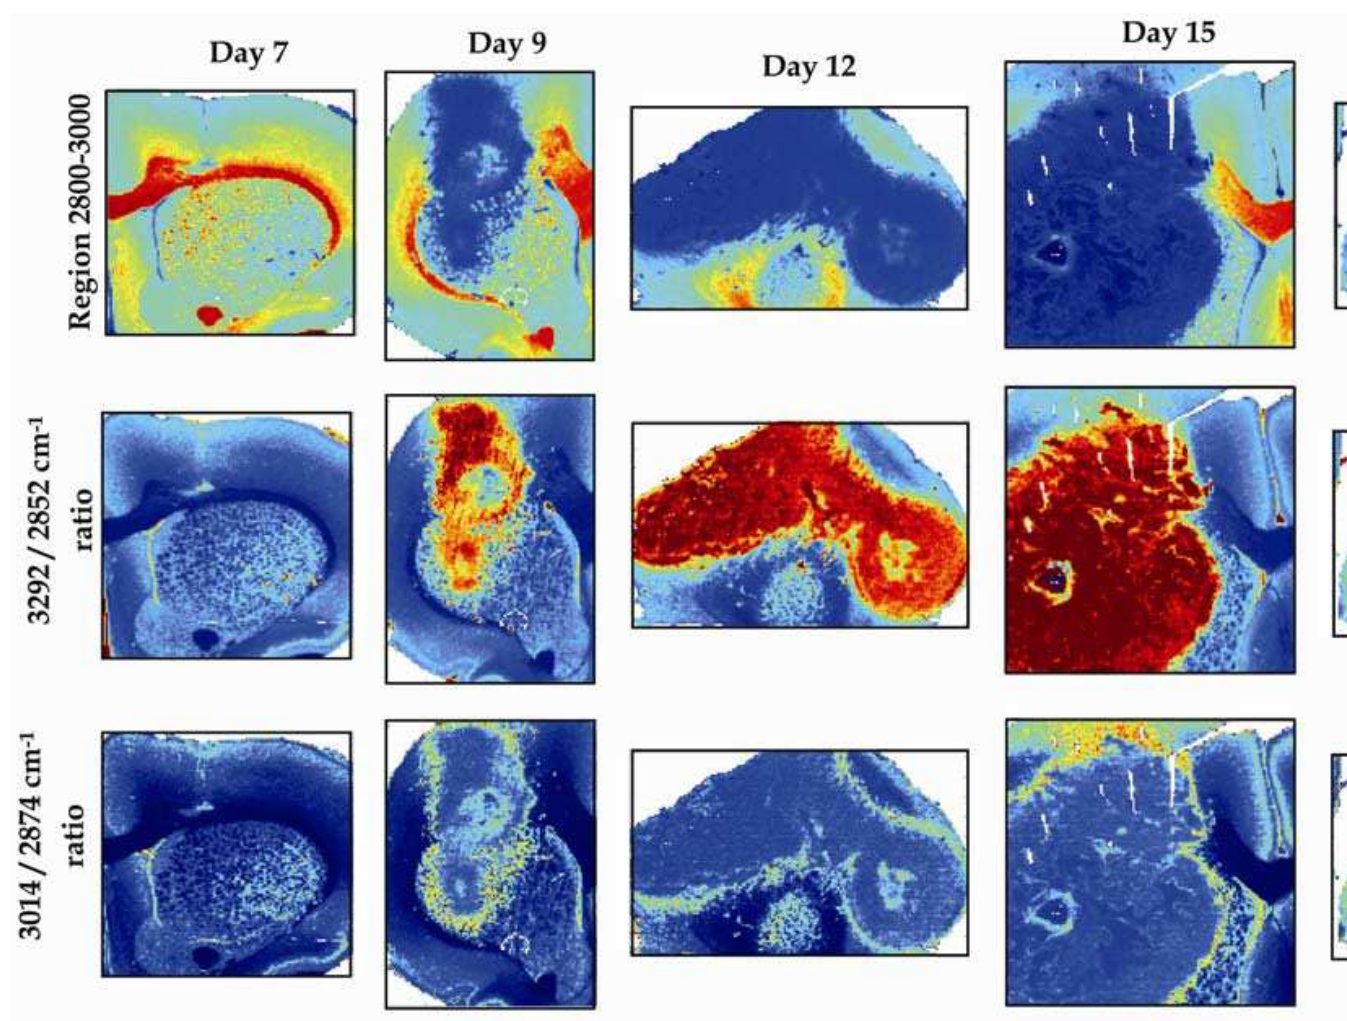 Day 7
Day 9
Day 12
Day 15
Region 2800-3000
3292 / 2852 cm-1
ratio
3014 / 2874 cm-1
ratio